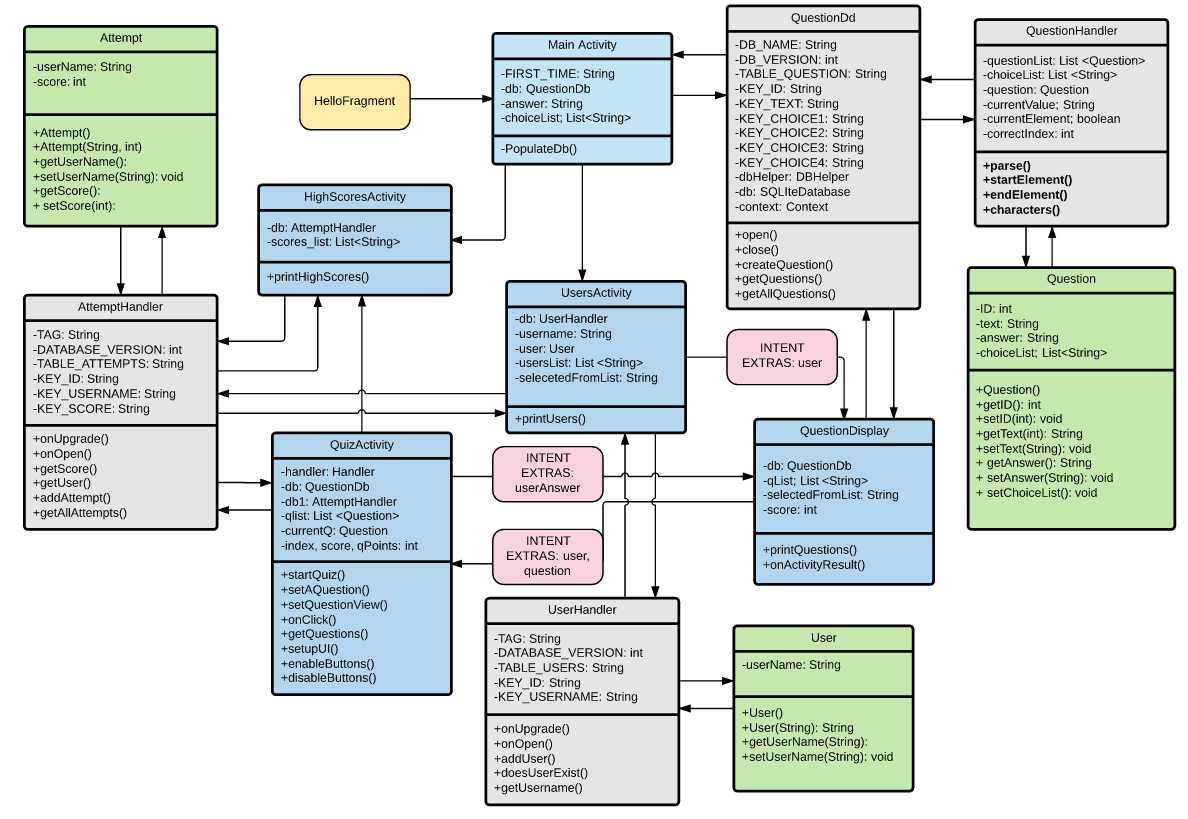 Attempt
-userName: String
-score: int
+Attempt()
+Attempt(String, int)
+getUserName():
+setUserName(String): void
+getScore():
+ setScore(int):
HelloFragment
Main Activity
-FIRST_TIME: String
-db: QuestionDb
-answer: String
-choiceList; List<String>
-PopulateDb()
QuestionDd
-DB_NAME: String
-DB_VERSION: int
-TABLE_QUESTION: String
-KEY_ID: String
-KEY_TEXT: String
-KEY_CHOICE1: String
-KEY_CHOICE2: String
-KEY_CHOICE3: String
-KEY_CHOICE4: String
-dbHelper: DBHelper
-db: SQLIteDatabase
-context: Context
+open()
+close()
+createQuestion()
+getQuestions()
+getAllQuestions()
QuestionHandler
-questionList: List <Question>
-choiceList: List <String>
-question: Question
-currentValue; String
-currentElement; boolean
-correctIndex: int
+parse()
+startElement()
+endElement()
+characters()
HighScoresActivity
-db: AttemptHandler
-scores_list: List<String>
+printHighScores()
AttemptHandler
-TAG: String
-DATABASE_VERSION: int
-TABLE_ATTEMPTS: String
-KEY_ID: String
-KEY_USERNAME: String
-KEY_SCORE: String
+onUpgrade()
+onOpen()
+getScore()
+getUser()
+addAttempt()
+getAllAttempts()
UsersActivity
-db: UserHandler
-username: String
-user: User
-usersList: List <String>
-selecetedFromList: String
+printUsers()
INTENT
EXTRAS: user
Question
-ID: int
-text: String
-answer: String
-choiceList; List<String>
+Question()
+getID(): int
+setID(int): void
+getText(int): String
+setText(String): void
+ getAnswer(): String
+ setAnswer(String): void
+ setChoiceList(): void
QuizActivity
-handler: Handler
-db: QuestionDb
-db1: AttemptHandler
-qlist: List <Question>
-currentQ: Question
-index, score, qPoints: int
+startQuiz()
+setAQuestion()
+setQuestionView()
+onClick()
+getQuestions()
+setupUI()
+enableButtons()
+disableButtons()
INTENT
EXTRAS:
userAnswer
INTENT
EXTRAS: user,
question
QuestionDisplay
-db: QuestionDb
-qList; List <String>
-selectedFromList: String
-score: int
+printQuestions()
+onActivityResult()
UserHandler
-TAG: String
-DATABASE_VERSION: int
-TABLE_USERS: String
-KEY_ID: String
-KEY_USERNAME: String
+onUpgrade()
+onOpen()
+addUser()
+doesUserExist()
+getUsername()
User
-userName: String
+User()
+User(String): String
+getUserName(String):
+setUserName(String): void